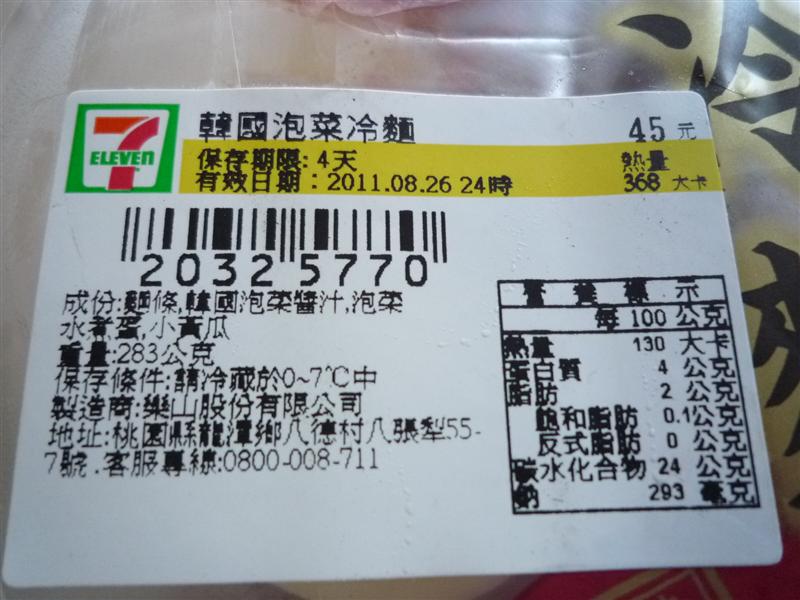 韓國泡菜冷麵 45 元
7
ELEVEN
保存期限: 4天 熱量
有效日期 : 2011.08.26 24時 368 大卡
2032 5770
成份:麵條,韓國泡菜醬汁,泡菜
水煮蛋,小黃瓜
重量:283公克
保存條件:請冷藏於0~7℃中
製造商:樂山股份有限公司
地址:桃園縣龍潭鄉八德村八張犁55-
7號 .客服專線:0800-008-711
營養標示
每 100 公克
熱量 130 大卡
蛋白質 4 公克
脂肪 2 公克
飽和脂肪 0.1公克
反式脂肪 0 公克
碳水化合物 24 公克
鈉 293 毫克
冷